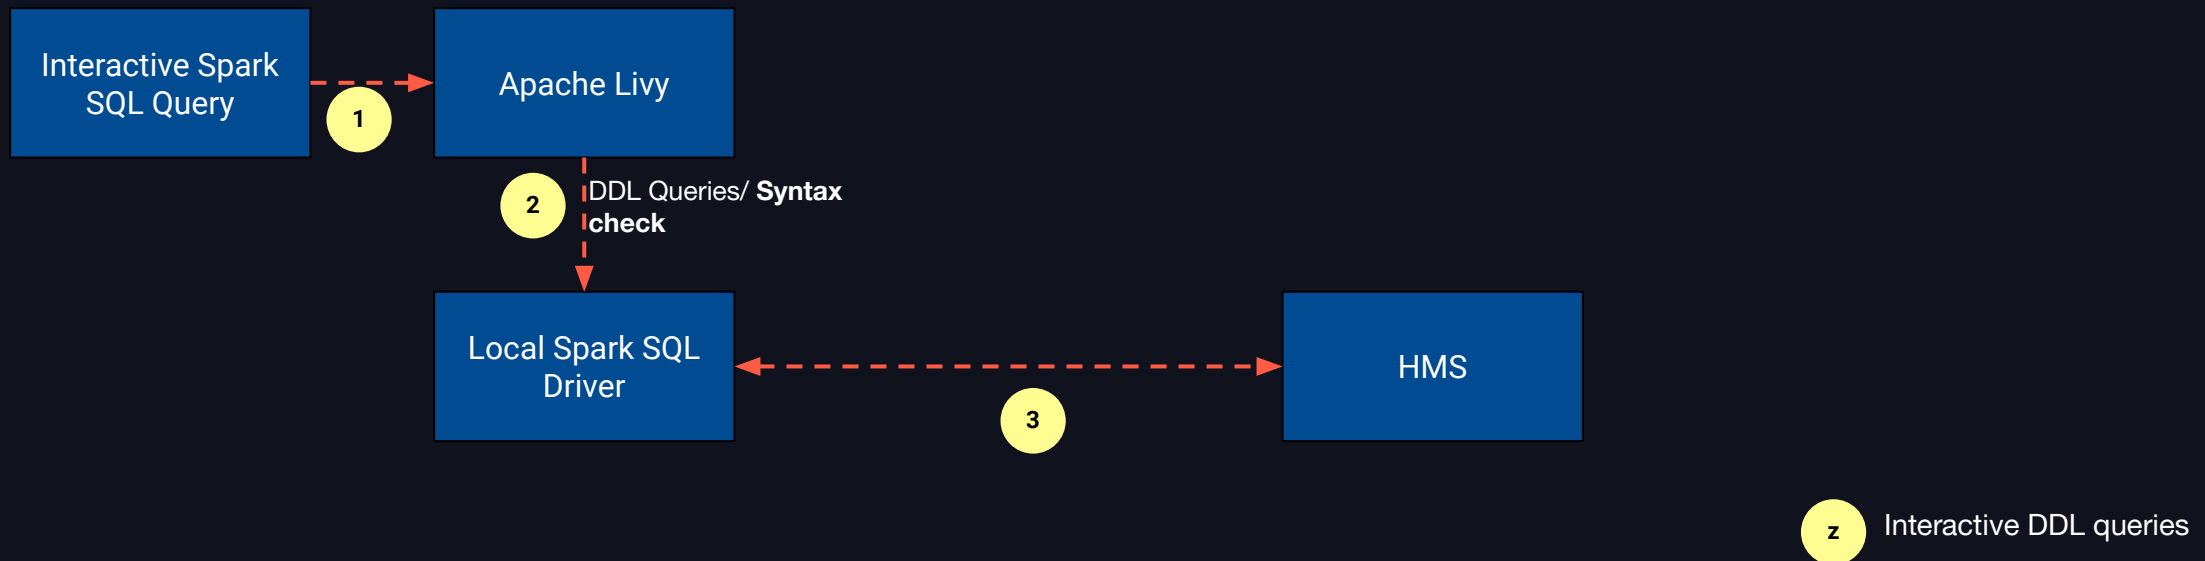 Interactive Spark
SQL Query
1
Apache Livy
2
DDL Queries/ Syntax
check
Local Spark SQL
Driver
3
HMS
z
Interactive DDL queries